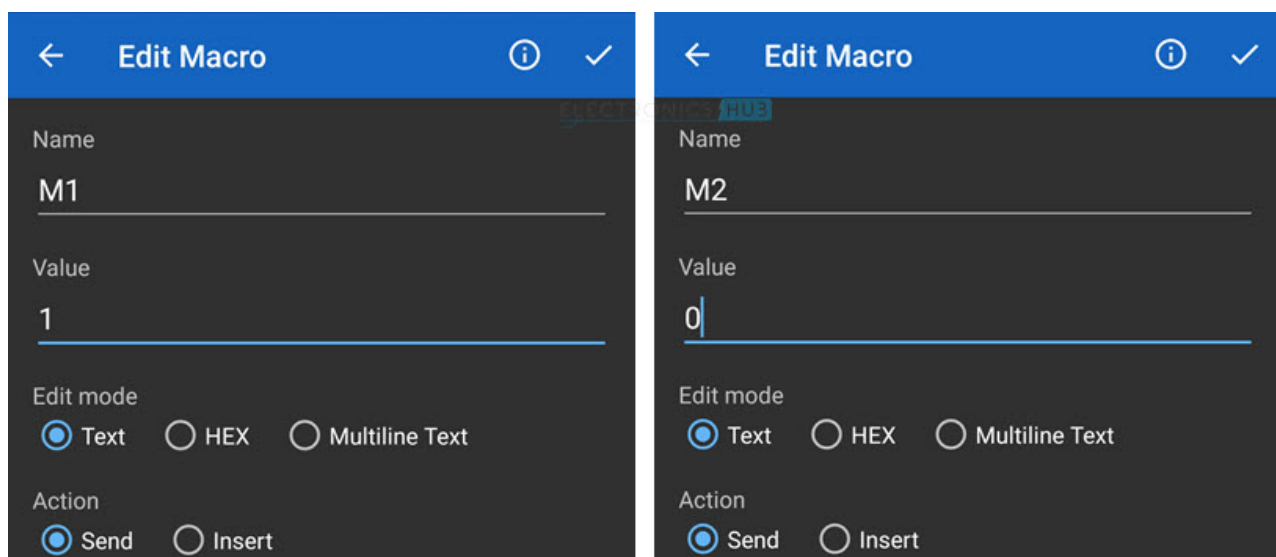 Edit Macro
Name
M1
Value
1
Edit mode
Text HEX Multiline Text
Action
Send Insert
Edit Macro
ELECTRONICS HUB
Name
M2
Value
0
Edit mode
Text HEX Multiline Text
Action
Send Insert